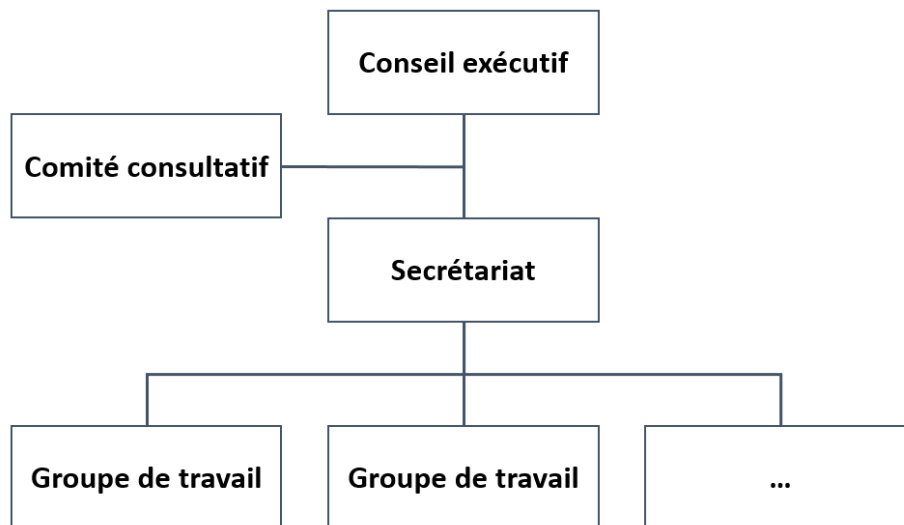 Conseil exécutif
Comité consultatif
Secrétariat
Groupe de travail
Groupe de travail
...